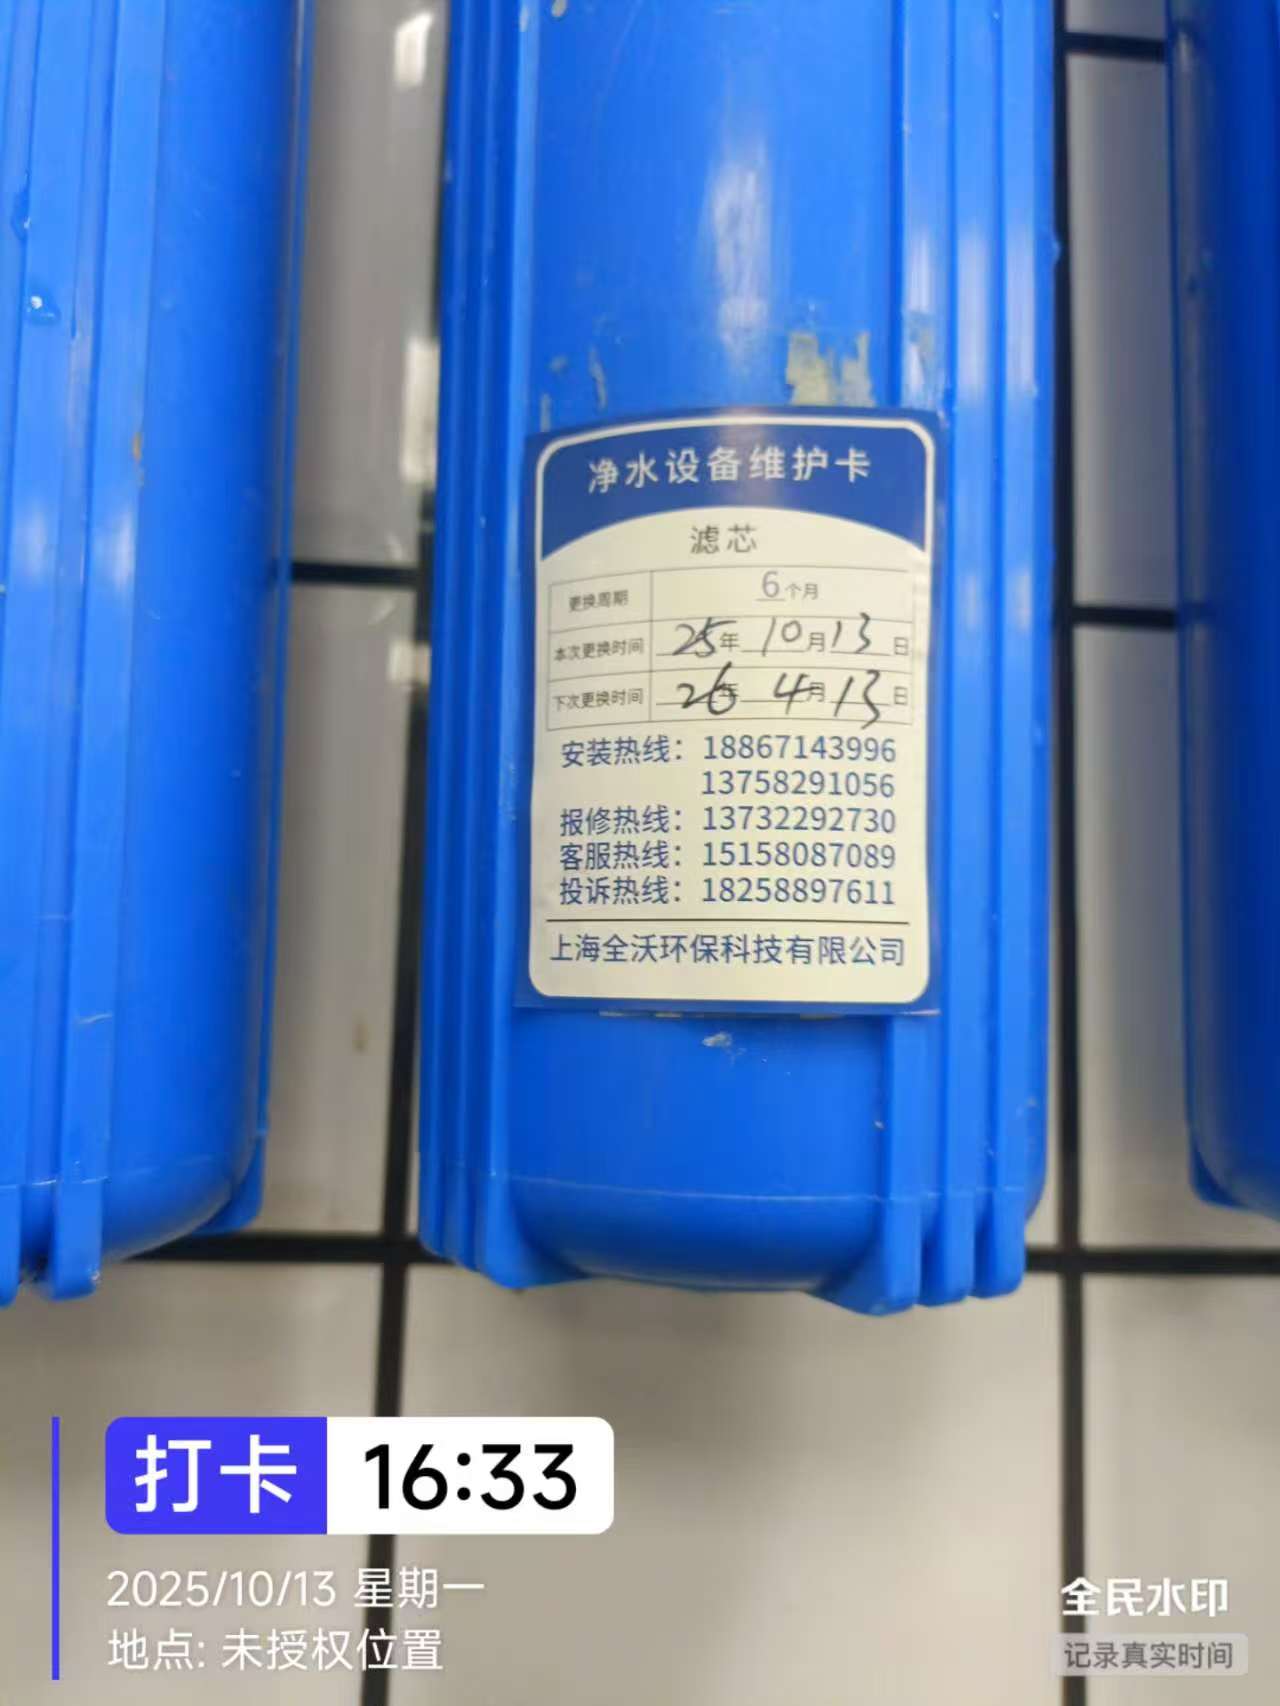 净水设备维护卡
滤芯
更换周期 6个月
本次更换时间 25年10月13日
下次更换时间 26年4月13日
安装热线：18867143996
13758291056
报修热线：13732292730
客服热线：15158087089
投诉热线：18258897611
上海全沃环保科技有限公司
打卡 16:33
2025/10/13 星期一
地点: 未授权位置
全民水印
记录真实时间